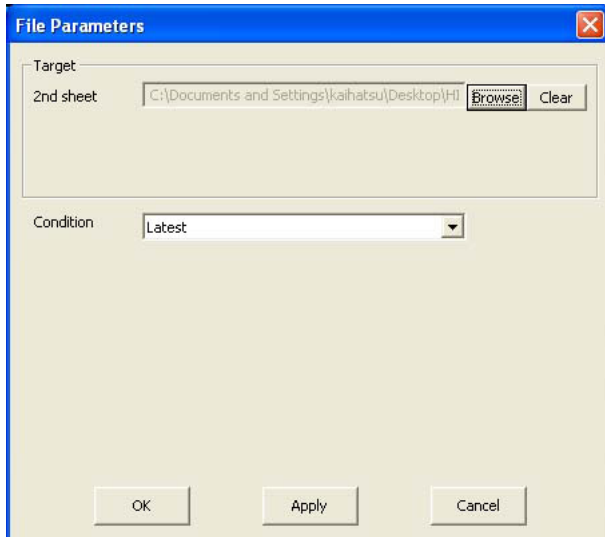 File Parameters
Target
2nd sheet C:\Documents and Settings\kaihatsu\Desktop\HI Browse Clear
Condition Latest
OK Apply Cancel